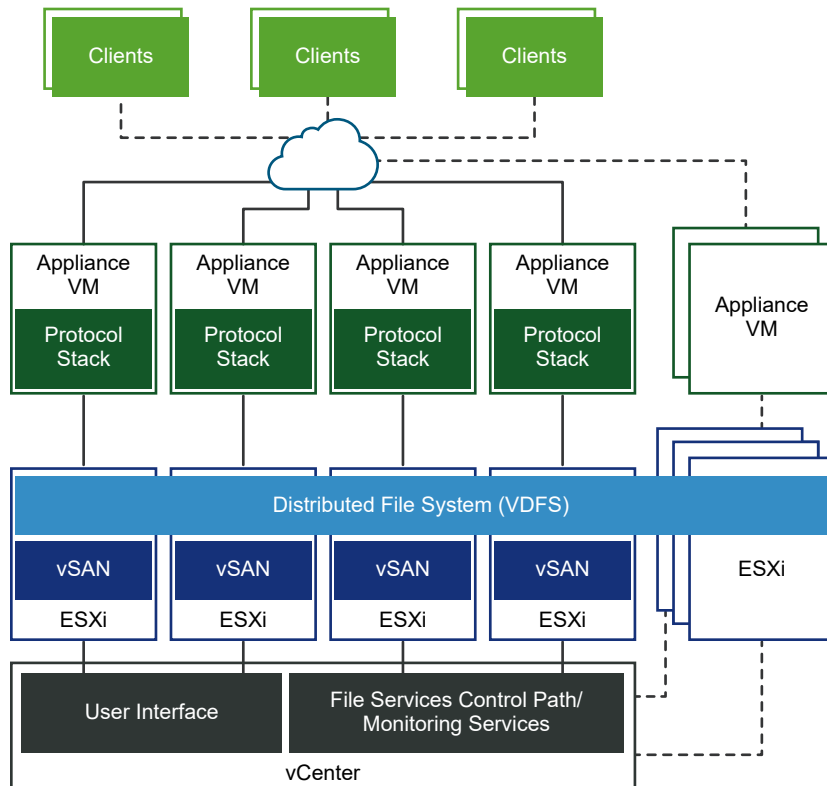 Clients
Clients
Clients
Appliance
VM
Protocol
Stack
Appliance
VM
Protocol
Stack
Appliance
VM
Protocol
Stack
Appliance
VM
Protocol
Stack
Appliance
VM
Distributed File System (VDFS)
vSAN
vSAN
vSAN
vSAN
ESXi
ESXi
ESXi
ESXi
ESXi
User Interface
File Services Control Path/
Monitoring Services
vCenter